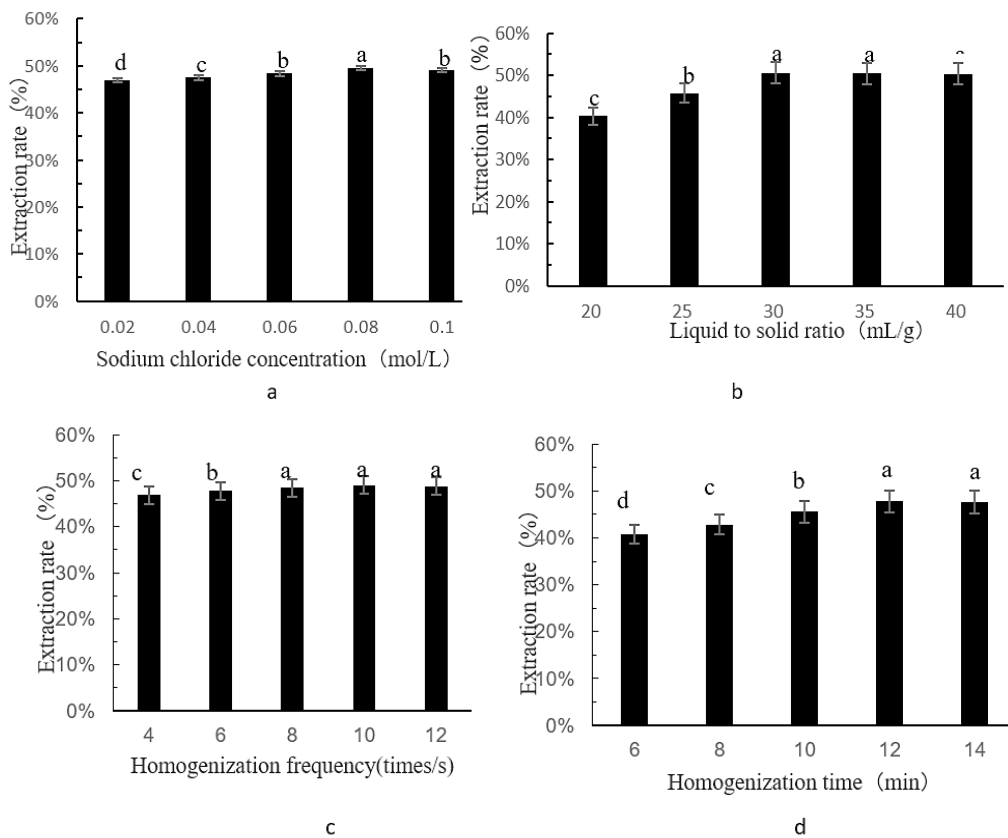 60%
50%
40%
30%
20%
10%
0%
Extraction rate（%）
d
c
b
a
b
0.02 0.04 0.06 0.08 0.1
Sodium chloride concentration（mol/L）
a
60%
50%
40%
30%
20%
10%
0%
Extraction rate（%）
c
b
a
a
20 25 30 35 40
Liquid to solid ratio（mL/g）
b
60%
50%
40%
30%
20%
10%
0%
Extraction rate（%）
c
b
a
a
a
4 6 8 10 12
Homogenization frequency(times/s)
c
60%
50%
40%
30%
20%
10%
0%
Extraction rate（%）
d
c
b
a
a
6 8 10 12 14
Homogenization time（min）
d